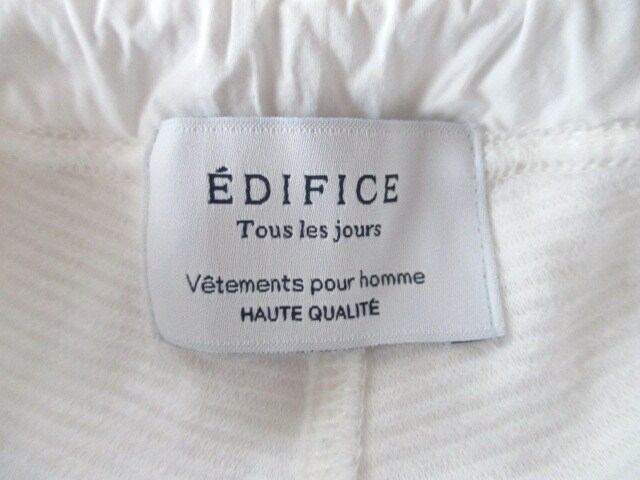 ÉDIFICE
Tous les jours
Vêtements pour homme
HAUTE QUALITÉ